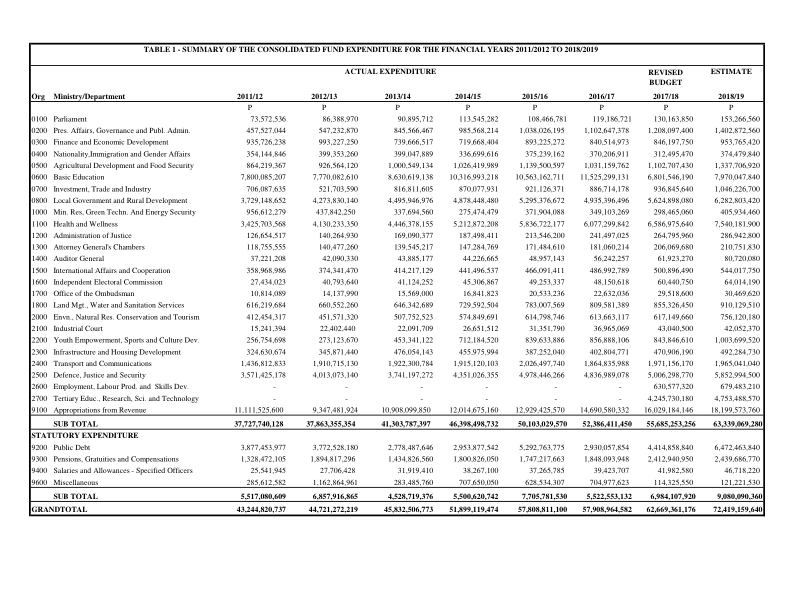 TABLE 1 - SUMMARY OF THE CONSOLIDATED FUND EXPENDITURE FOR THE FINANCIAL YEARS 2011/2012 TO 2018/2019
ACTUAL EXPENDITURE REVISED BUDGET ESTIMATE
Org Ministry/Department 2011/12 2012/13 2013/14 2014/15 2015/16 2016/17 2017/18 2018/19
P P P P P P P P
0100 Parliament 73,572,536 86,388,970 90,895,712 113,545,282 108,466,781 119,186,721 130,163,850 153,266,560
0200 Pres. Affairs, Governance and Publ. Admin. 457,527,044 547,232,870 845,566,467 985,568,214 1,038,026,195 1,102,647,378 1,208,097,400 1,402,872,560
0300 Finance and Economic Development 935,726,238 993,227,250 739,666,017 719,668,404 893,225,272 840,514,973 846,197,750 953,765,420
0400 Nationality,Immigration and Gender Affairs 354,144,846 399,353,260 399,047,889 336,699,616 375,239,162 370,206,911 312,495,470 374,479,840
0500 Agricultural Development and Food Security 864,219,367 926,564,120 1,000,549,134 1,026,419,989 1,139,500,597 1,031,159,762 1,102,707,430 1,337,706,920
0600 Basic Education 7,800,085,207 7,770,082,610 8,630,619,138 10,316,993,218 10,563,162,711 11,525,299,131 6,801,546,190 7,970,047,840
0700 Investment, Trade and Industry 706,087,635 521,703,590 816,811,605 870,077,931 921,126,371 886,714,178 936,845,640 1,046,226,700
0800 Local Government and Rural Development 3,729,148,652 4,273,830,140 4,495,946,976 4,878,448,480 5,295,376,672 4,935,396,496 5,624,898,080 6,282,803,420
1000 Min. Res, Green Techn. And Energy Security 956,612,279 437,842,250 337,694,560 275,474,479 371,904,088 349,103,269 298,465,060 405,934,460
1100 Health and Wellness 3,425,703,568 4,130,233,350 4,446,378,155 5,212,872,208 5,836,722,122 6,077,299,842 6,586,975,640 7,540,181,900
1200 Administration of Justice 126,654,517 140,264,930 169,090,377 187,498,411 213,546,200 241,497,025 264,795,960 286,942,800
1300 Attorney General's Chambers 118,755,555 140,477,260 139,545,217 147,284,769 171,484,610 181,060,214 206,069,680 210,751,830
1400 Auditor General 37,221,208 42,090,330 43,885,177 44,226,665 48,957,143 56,242,257 61,923,270 80,720,080
1500 International Affairs and Cooperation 358,968,986 374,341,470 414,217,129 441,496,537 466,091,411 486,992,789 500,896,490 544,017,750
1600 Independent Electoral Commission 27,434,023 40,793,640 41,124,252 45,306,867 49,253,337 48,150,618 60,440,750 64,014,190
1700 Office of the Ombudsman 10,814,089 14,137,990 15,569,000 16,841,823 20,533,236 22,632,036 29,518,600 30,469,620
1800 Land Mgt., Water and Sanitation Services 616,219,684 660,552,260 646,342,689 729,592,504 783,007,569 809,581,389 855,326,450 910,129,510
2000 Envn., Natural Res. Conservation and Tourism 412,454,317 451,571,320 507,752,523 574,849,691 614,798,746 613,663,117 617,149,660 756,120,180
2100 Industrial Court 15,241,394 22,402,440 22,091,709 26,651,512 31,351,790 36,965,069 43,040,500 42,052,370
2200 Youth Empowerment, Sports and Culture Dev. 256,754,698 273,123,670 453,341,122 712,184,520 839,633,886 856,888,108 843,846,610 1,003,699,520
2300 Infrastructure and Housing Development 324,630,674 345,871,440 476,054,143 455,975,994 387,252,040 402,804,771 470,906,190 492,284,730
2400 Transport and Communications 1,436,812,833 1,910,715,130 1,922,300,784 1,915,120,103 2,026,497,740 1,864,835,988 1,971,156,170 1,965,041,040
2500 Defence, Justice and Security 3,571,425,178 4,013,073,140 3,741,197,272 4,351,026,355 4,978,446,266 4,836,989,078 5,006,298,770 5,852,994,500
2600 Employment, Labour Prod. and Skills Dev. - - - - - - 630,577,320 679,483,210
2700 Tertiary Educ., Research, Sci. and Technology - - - - - - 4,245,730,180 4,753,488,570
9100 Appropriations from Revenue 11,111,525,600 9,347,481,924 10,908,099,850 12,014,675,160 12,929,425,570 14,690,580,332 16,029,184,146 18,199,573,760
SUB TOTAL 37,727,740,128 37,863,355,354 41,303,787,397 46,398,498,732 50,103,029,570 52,386,411,450 55,685,253,256 63,339,069,280
STATUTORY EXPENDITURE
9200 Public Debt 3,877,453,977 3,772,528,180 2,778,487,646 2,953,877,542 5,292,763,775 2,930,057,854 4,414,858,840 6,472,463,840
9300 Pensions, Gratuities and Compensations 1,328,472,105 1,894,817,296 1,434,826,560 1,800,826,050 1,747,217,663 1,848,093,948 2,412,940,950 2,439,686,770
9400 Salaries and Allowances - Specified Officers 25,541,945 27,706,428 31,919,410 38,267,100 37,265,785 39,423,707 41,982,580 46,718,220
9600 Miscellaneous 285,612,582 1,162,864,961 283,485,760 707,650,050 628,534,307 704,977,623 114,325,550 121,221,530
SUB TOTAL 5,517,080,609 6,857,916,865 4,528,719,376 5,500,620,742 7,705,781,530 5,522,553,132 6,984,107,920 9,080,090,360
GRANDTOTAL 43,244,820,737 44,721,272,219 45,832,506,773 51,899,119,474 57,808,811,100 57,908,964,582 62,669,361,176 72,419,159,640